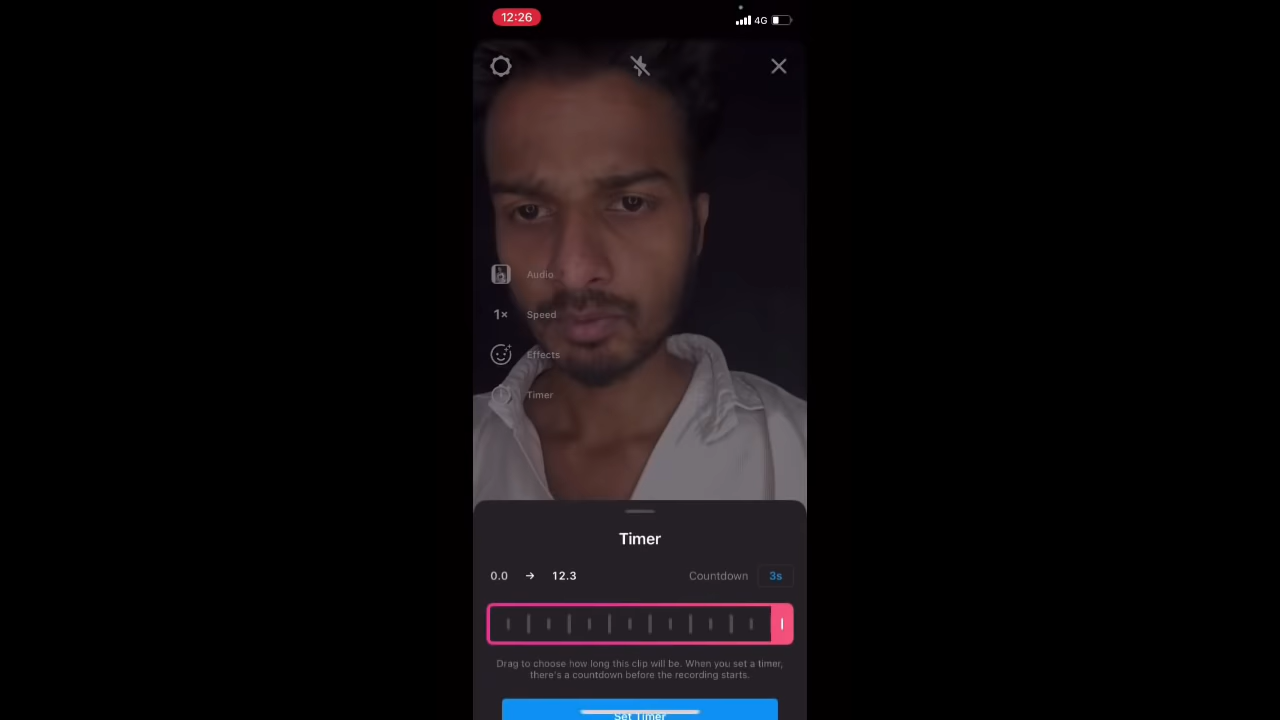 12:26
4G
Audio
1× Speed
Effects
Timer
Timer
0.0 → 12.3 Countdown 3s
Drag to choose how long this clip will be. When you set a timer,
there's a countdown before the recording starts.
Set Timer